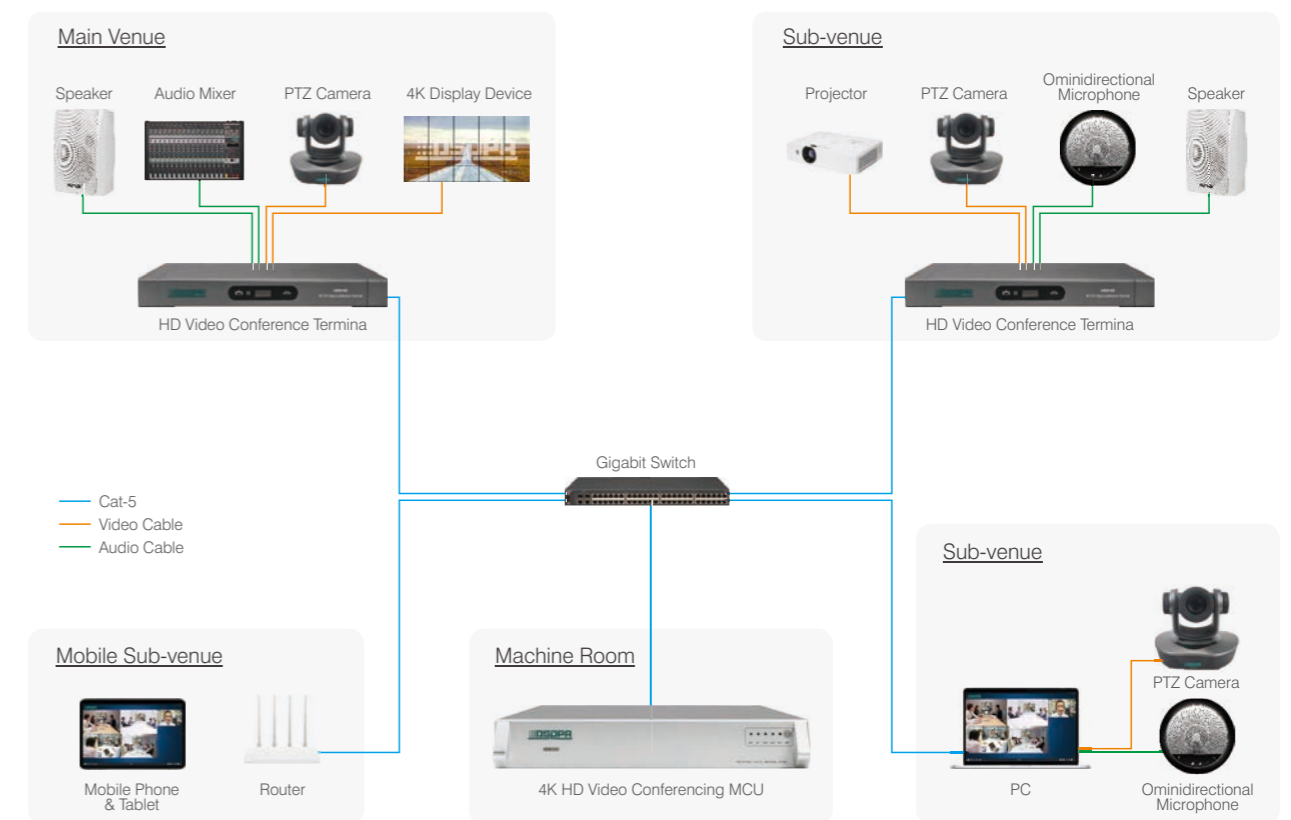 Main Venue
Speaker
Audio Mixer
PTZ Camera
4K Display Device
DSPPA
HD Video Conference Termina
Sub-venue
Projector
PTZ Camera
Ominidirectional
Microphone
Speaker
HD Video Conference Termina
Gigabit Switch
Cat-5
Video Cable
Audio Cable
Mobile Sub-venue
Mobile Phone
& Tablet
Router
Machine Room
DSPPA
4K HD Video Conferencing MCU
Sub-venue
PTZ Camera
PC
Ominidirectional
Microphone